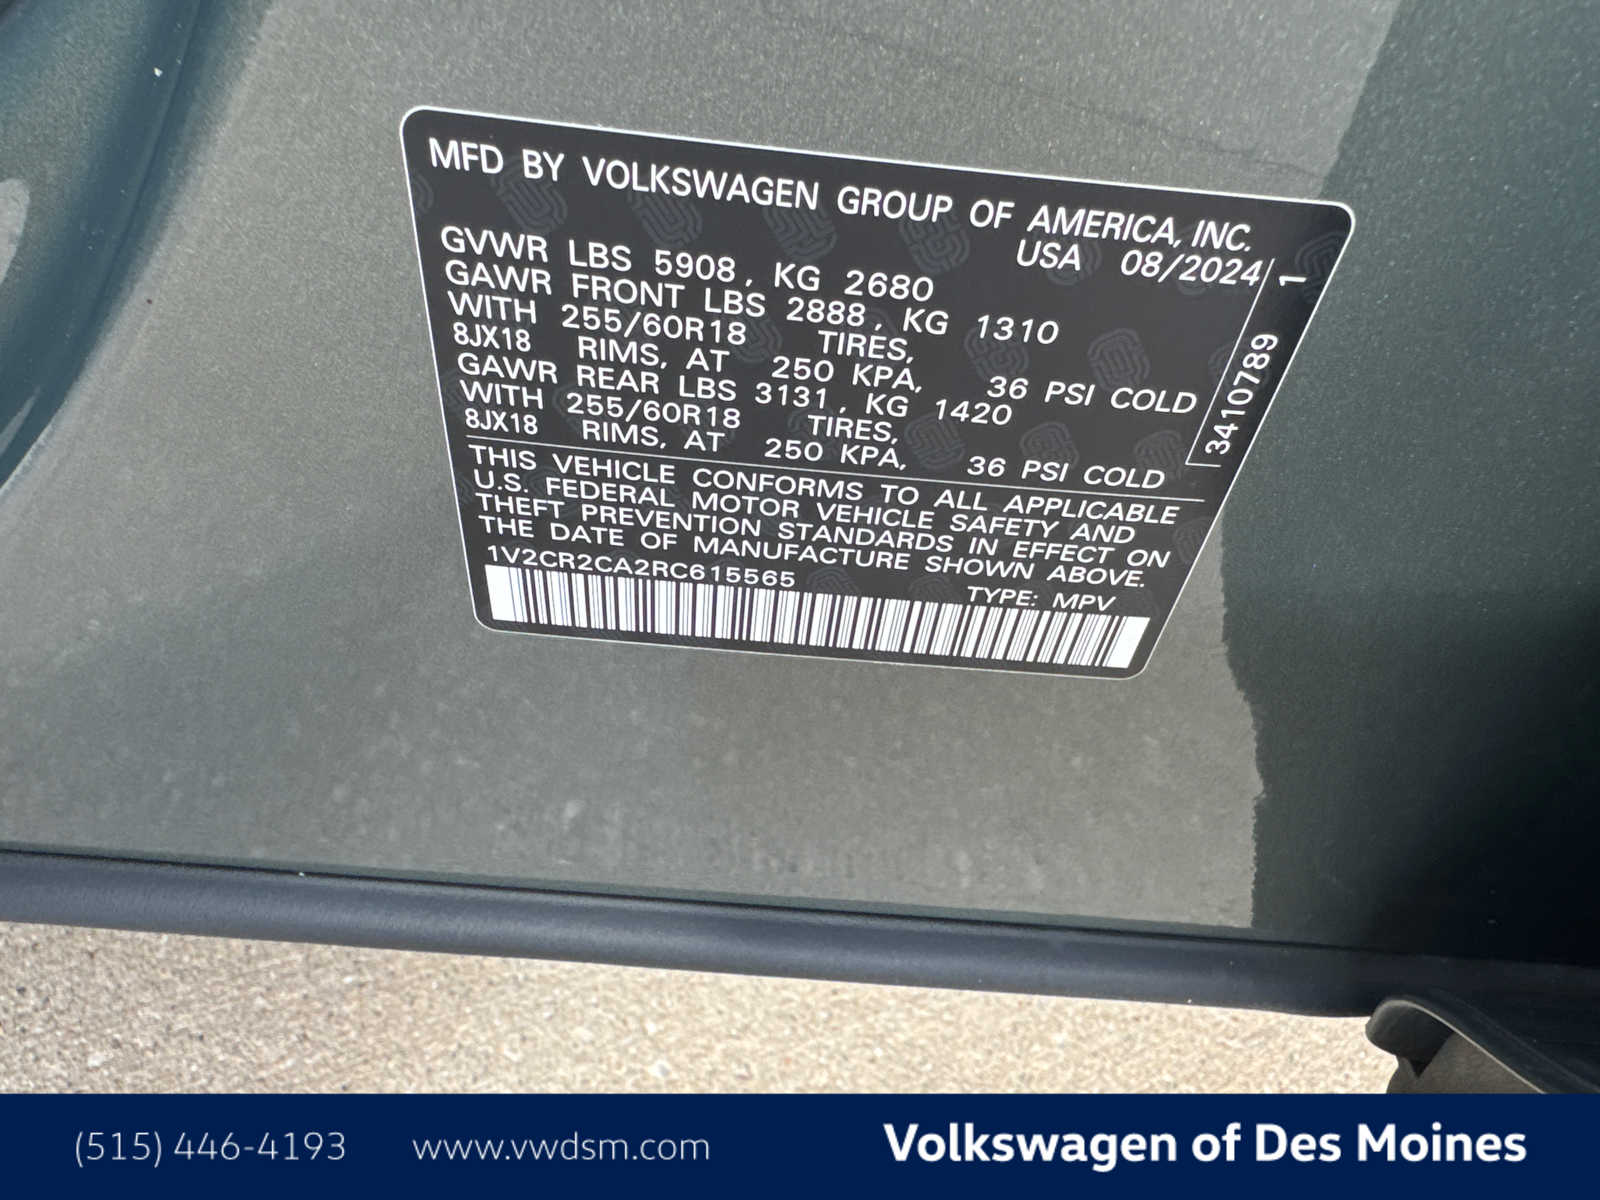 MFD BY VOLKSWAGEN GROUP OF AMERICA, INC.
USA 08/2024
GVWR LBS 5908, KG 2680
GAWR FRONT LBS 2888, KG 1310
WITH 255/60R18 TIRES,
8JX18 RIMS, AT 250 KPA, 36 PSI COLD
GAWR REAR LBS 3131, KG 1420
WITH 255/60R18 TIRES,
8JX18 RIMS, AT 250 KPA, 36 PSI COLD
3410789 1
THIS VEHICLE CONFORMS TO ALL APPLICABLE
U.S. FEDERAL MOTOR VEHICLE SAFETY AND
THEFT PREVENTION STANDARDS IN EFFECT ON
THE DATE OF MANUFACTURE SHOWN ABOVE.
1V2CR2CA2RC615565
TYPE: MPV
(515) 446-4193
www.vwdsm.com
Volkswagen of Des Moines